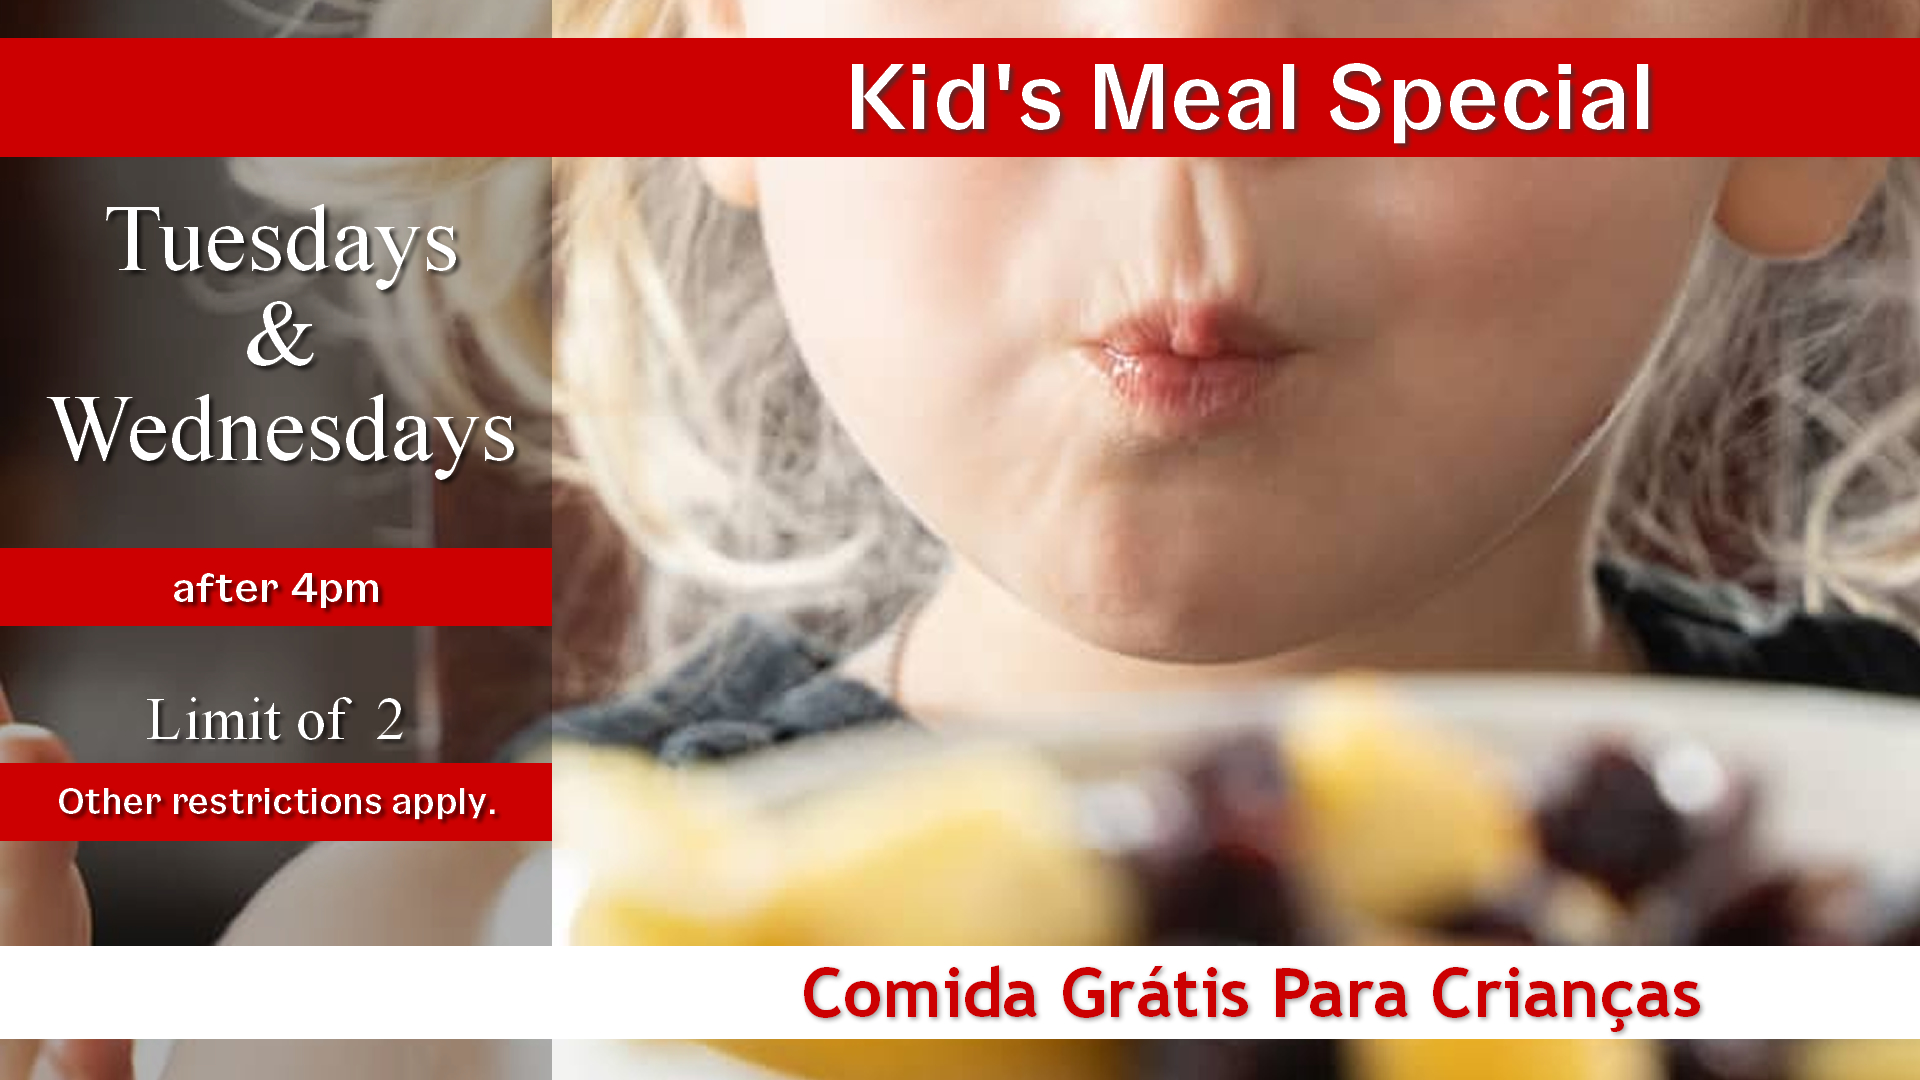 Kid's Meal Special
Tuesdays
&
Wednesdays
after 4pm
Limit of 2
Other restrictions apply.
Comida Grátis Para Crianças